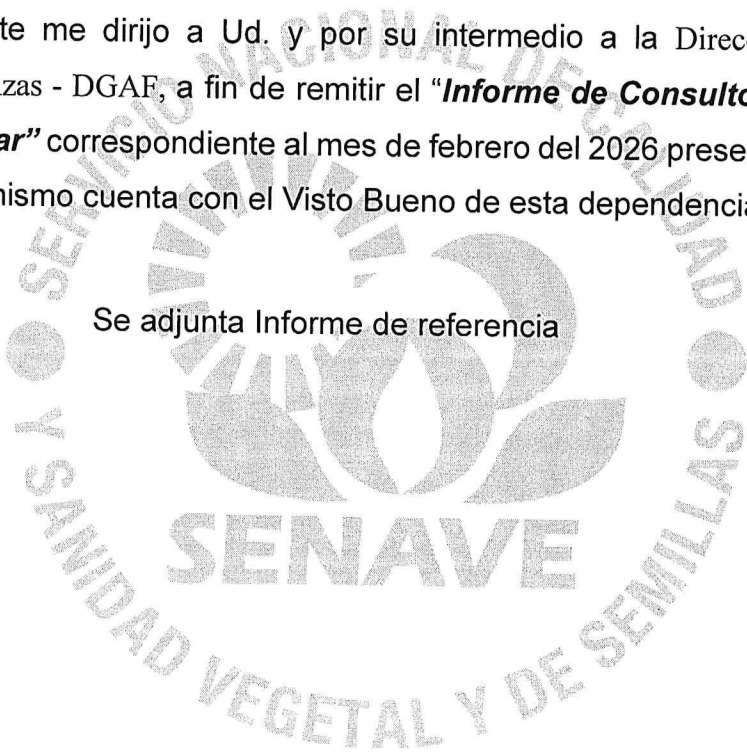 te me dirijo a Ud. y por su intermedio a la Direc
zas - DGAF, a fin de remitir el "Informe de Consulto
ar" correspondiente al mes de febrero del 2026 prese
nismo cuenta con el Visto Bueno de esta dependencia
Se adjunta Informe de referencia
SERVICIO NACIONAL DE CALIDAD
Y SANIDAD VEGETAL Y DE SEMILLAS
SENAVE